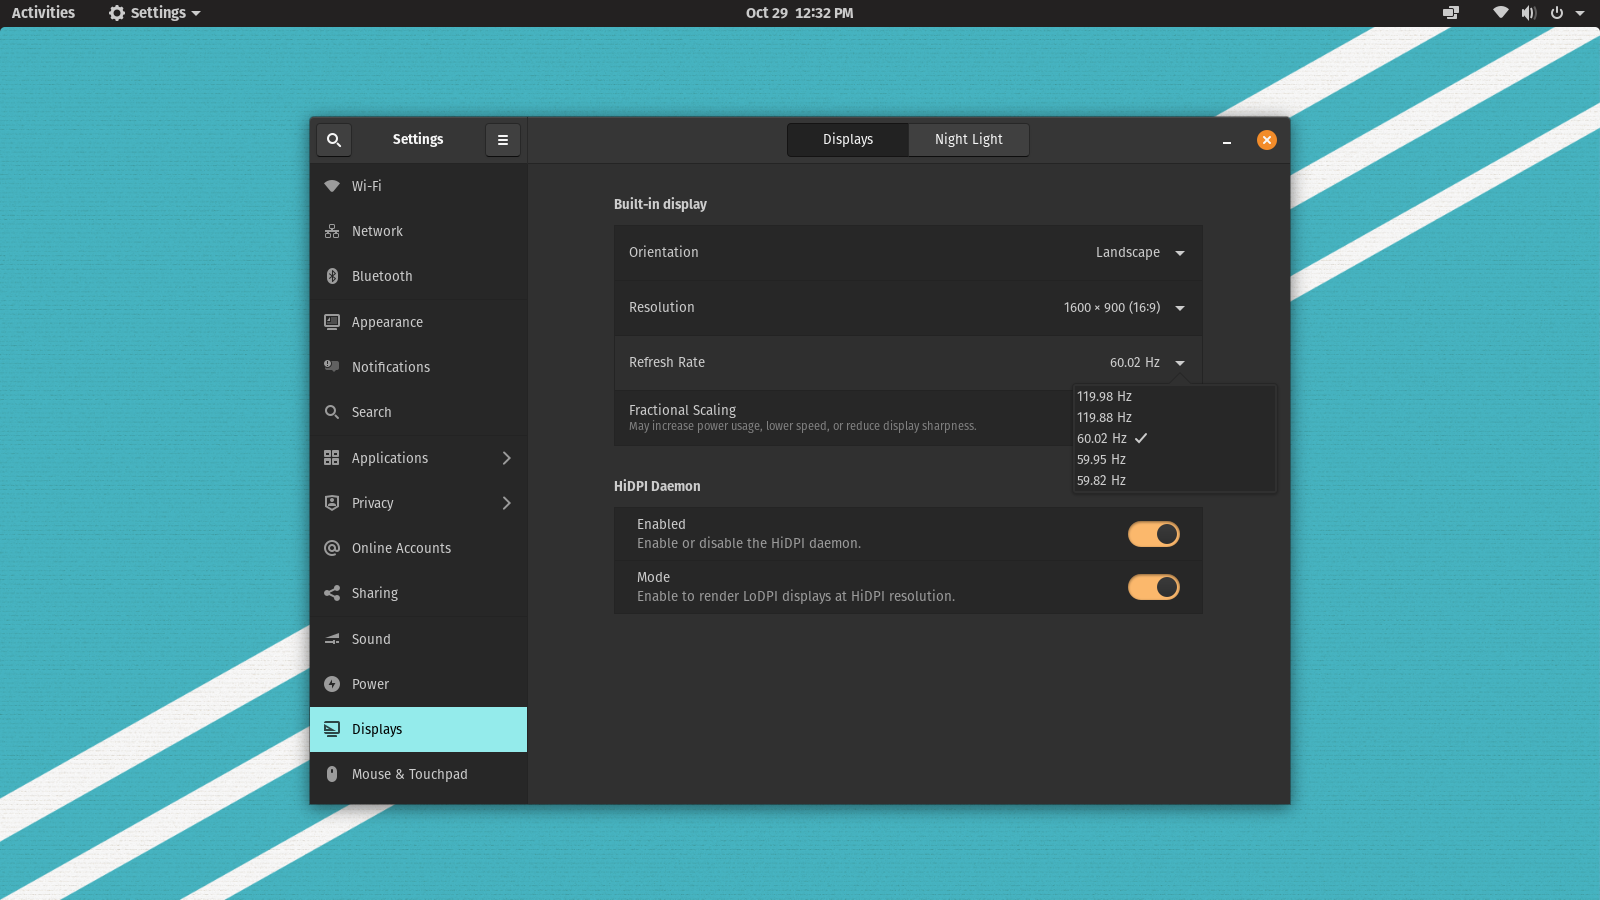 Activities
Settings
Oct 29 12:32 PM
Settings
Displays
Night Light
Wi-Fi
Network
Bluetooth
Appearance
Notifications
Search
Applications
Privacy
Online Accounts
Sharing
Sound
Power
Displays
Mouse & Touchpad
Built-in display
Orientation
Landscape
Resolution
1600 × 900 (16:9)
Refresh Rate
60.02 Hz
119.98 Hz
119.88 Hz
60.02 Hz
59.95 Hz
59.82 Hz
Fractional Scaling
May increase power usage, lower speed, or reduce display sharpness.
HiDPI Daemon
Enabled
Enable or disable the HiDPI daemon.
Mode
Enable to render LoDPI displays at HiDPI resolution.